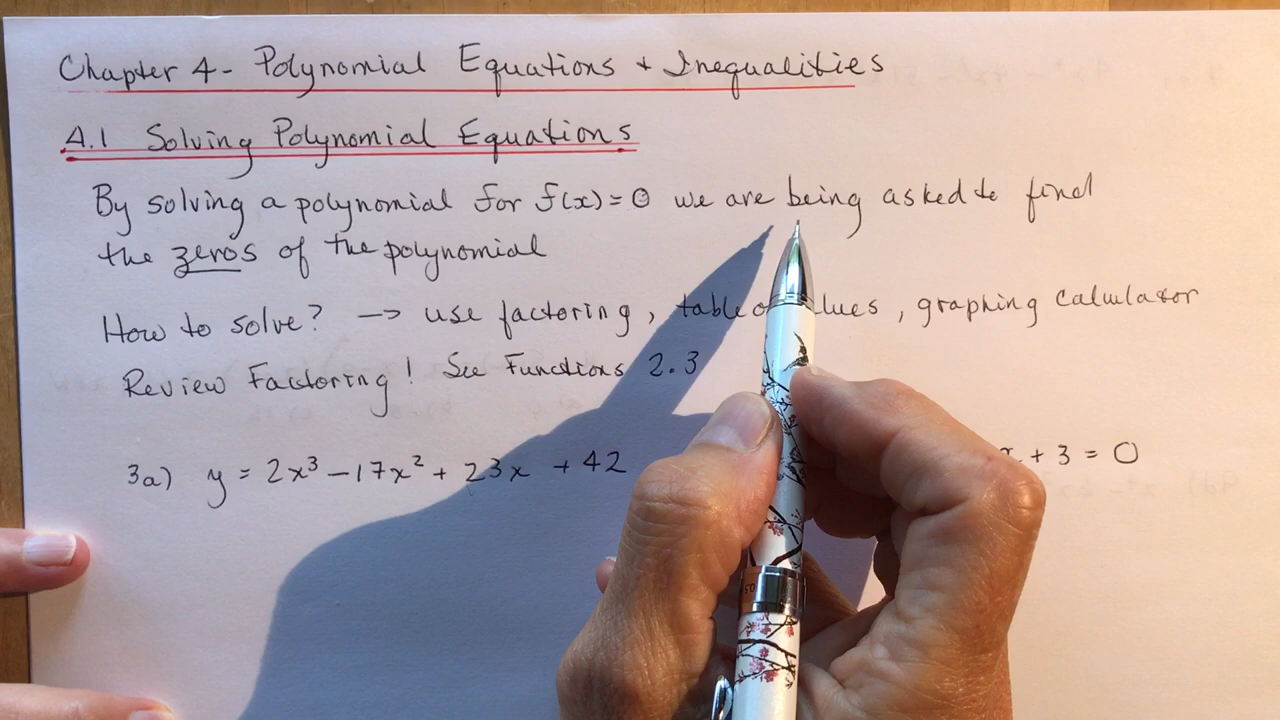 Chapter 4 - Polynomial Equations + Inequalities
4.1 Solving Polynomial Equations
By solving a polynomial for f(x) = 0 we are being asked to find
the zeros of the polynomial
How to solve? → use factoring, table o lues, graphing calculator
Review Factoring! See Functions 2.3
3a) y = 2x³ - 17x² + 23x + 42 x + 3 = 0